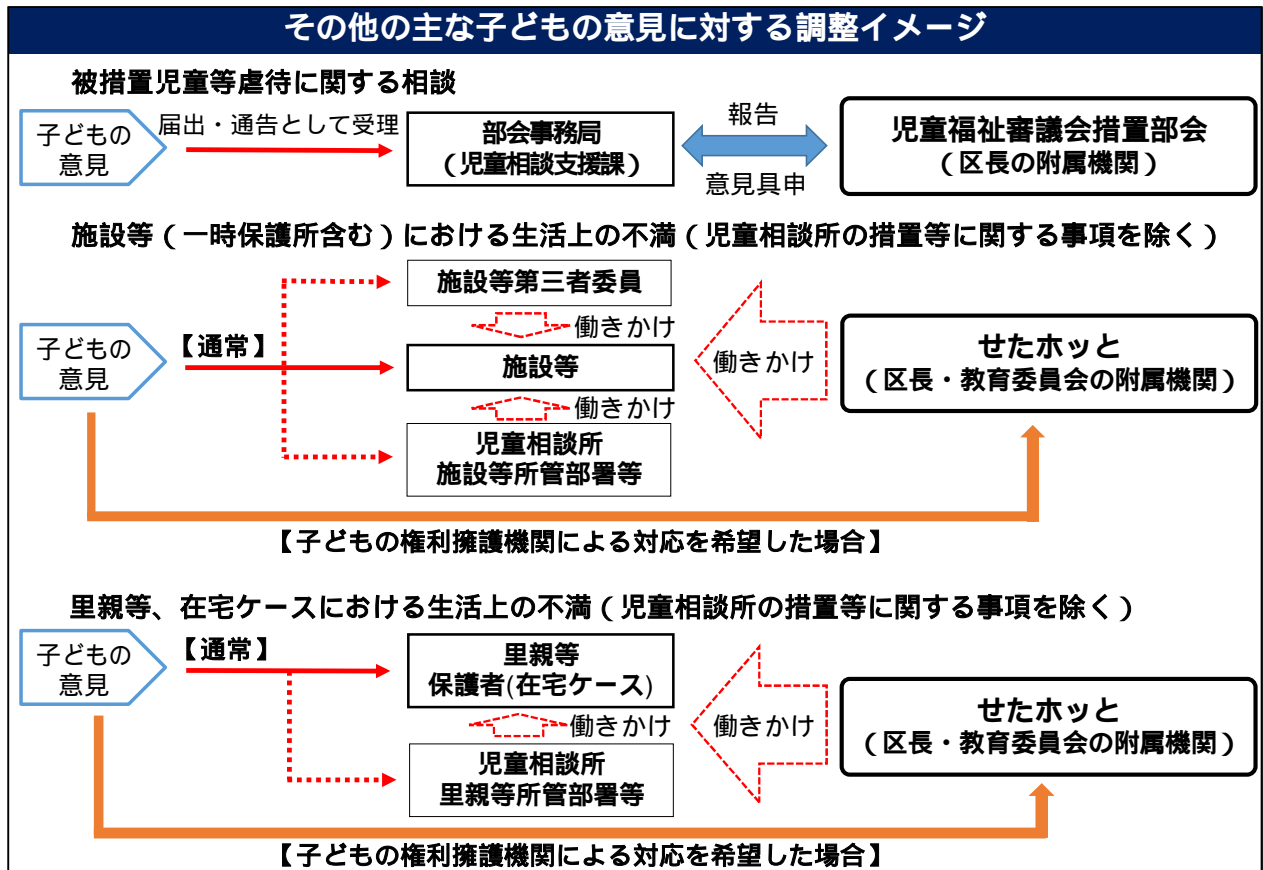 その他の主な子どもの意見に対する調整イメージ
被措置児童等虐待に関する相談
子どもの
意見
届出・通告として受理
部会事務局
（児童相談支援課）
報告
意見具申
児童福祉審議会措置部会
（区長の附属機関）
施設等（一時保護所含む）における生活上の不満（児童相談所の措置等に関する事項を除く）
子どもの
意見
【通常】
施設等第三者委員
働きかけ
施設等
働きかけ
児童相談所
施設等所管部署等
働きかけ
せたホッと
（区長・教育委員会の附属機関）
【子どもの権利擁護機関による対応を希望した場合】
里親等、在宅ケースにおける生活上の不満（児童相談所の措置等に関する事項を除く）
子どもの
意見
【通常】
里親等
保護者(在宅ケース)
働きかけ
児童相談所
里親等所管部署等
働きかけ
せたホッと
（区長・教育委員会の附属機関）
【子どもの権利擁護機関による対応を希望した場合】